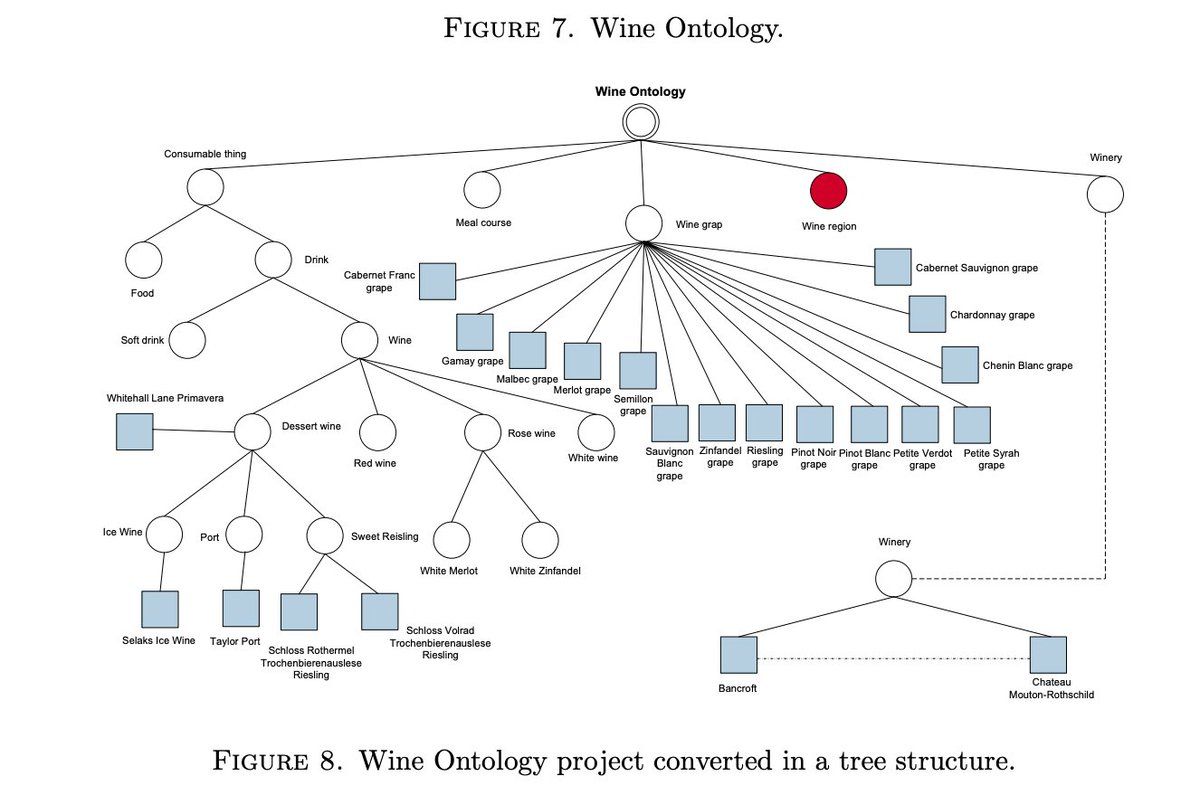 FIGURE 7. Wine Ontology.
Wine Ontology
Consumable thing
Winery
Meal course
Wine grap
Wine region
Food
Drink
Cabernet Franc
grape
Cabernet Sauvignon grape
Chardonnay grape
Soft drink
Wine
Gamay grape
Malbec grape
Merlot grape
Semillon
grape
Chenin Blanc grape
Whitehall Lane Primavera
Dessert wine
Red wine
Rose wine
White wine
Sauvignon
Blanc
grape
Zinfandel
grape
Riesling
grape
Pinot Noir
grape
Pinot Blanc
grape
Petite Verdot
grape
Petite Syrah
grape
Ice Wine
Port
Sweet Reisling
White Merlot
White Zinfandel
Winery
Selaks Ice Wine
Taylor Port
Schloss Rothermel
Trochenbierenauslese
Riesling
Schloss Volrad
Trochenbierenauslese
Riesling
Bancroft
Chateau
Mouton-Rothschild
FIGURE 8. Wine Ontology project converted in a tree structure.